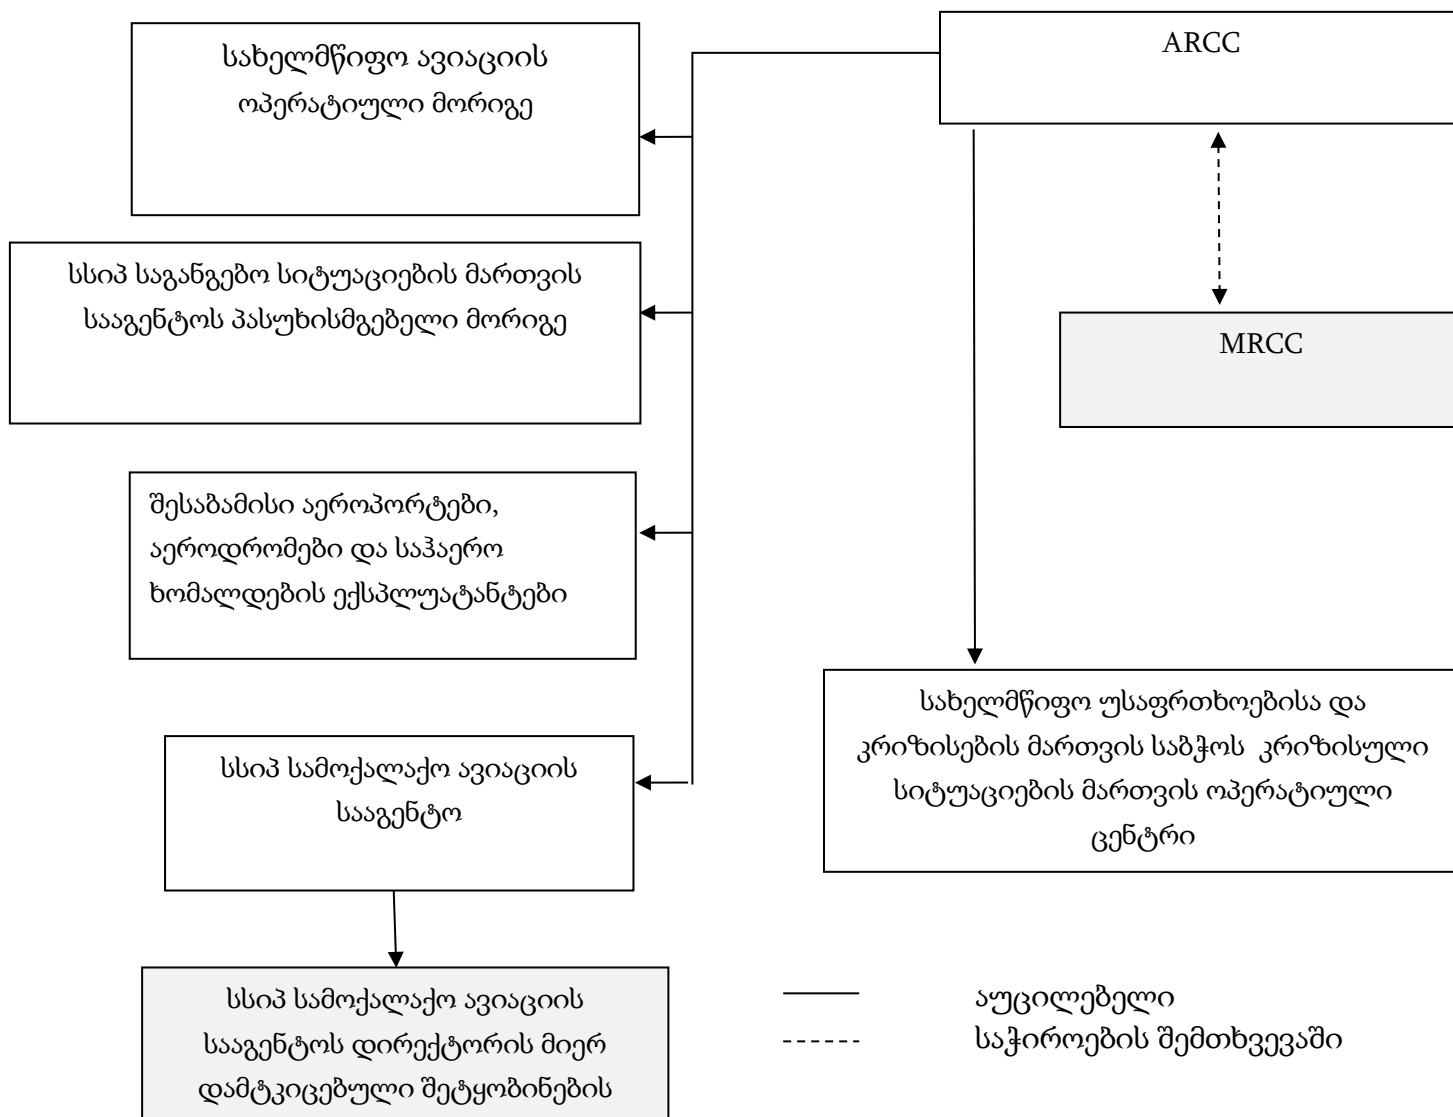 სახელმწიფო ავიაციის
ოპერატიული მორიგე
ARCC
სსიპ საგანგებო სიტუაციების მართვის
სააგენტოს პასუხისმგებელი მორიგე
MRCC
შესაბამისი აეროპორტები,
აეროდრომები და საჰაერო
ხომალდების ექსპლუატანტები
სახელმწიფო უსაფრთხოებისა და
კრიზისების მართვის საბჭოს კრიზისული
სიტუაციების მართვის ოპერატიული
ცენტრი
სსიპ სამოქალაქო ავიაციის
სააგენტო
სსიპ სამოქალაქო ავიაციის
სააგენტოს დირექტორის მიერ
დამტკიცებული შეტყობინების
აუცილებელი
საჭიროების შემთხვევაში